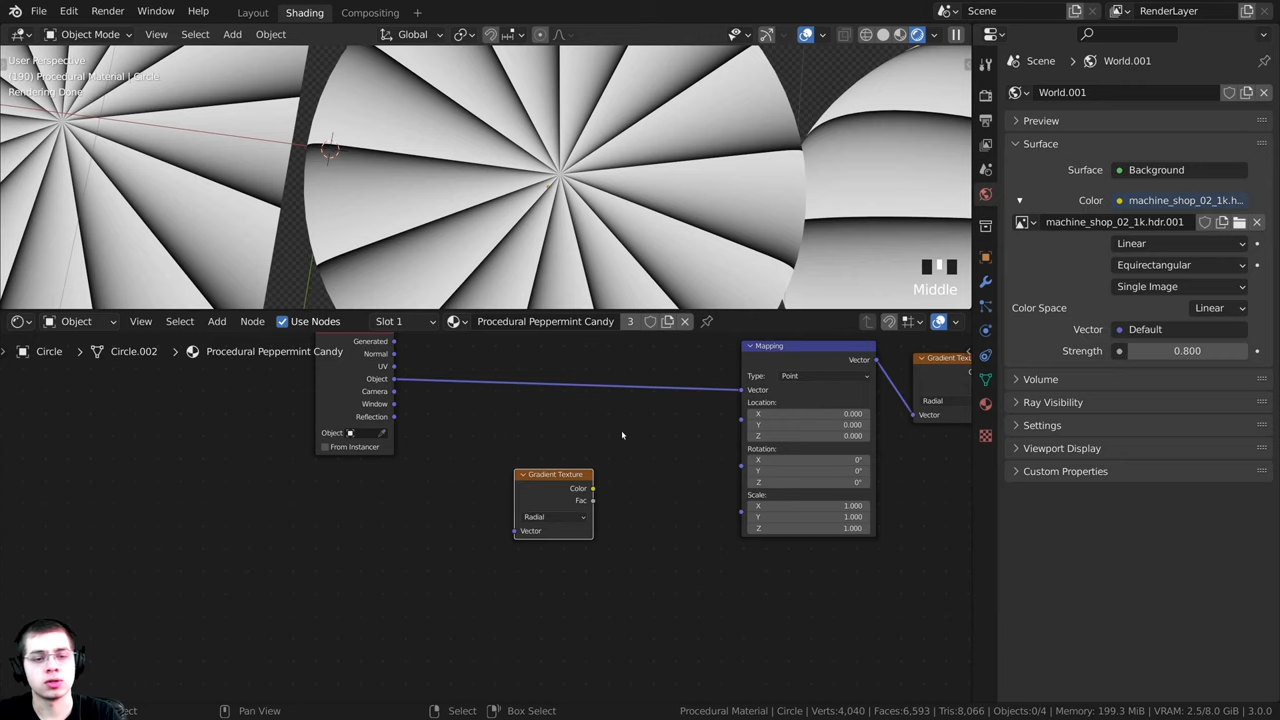 File Edit Render Window Help Layout Shading Compositing + Scene RenderLayer
Object Mode View Select Add Object Global
User Perspective
(190) Procedural Material | Circle
Rendering Done
Middle
Object View Select Add Node Use Nodes Slot 1 Procedural Peppermint Candy 3
Circle > Circle.002 > Procedural Peppermint Candy
Generated
Normal
UV
Object
Camera
Window
Reflection
Object
From Instancer
Gradient Texture
Color
Fac
Radial
Vector
Mapping
Vector
Type: Point
Vector
Location:
X 0.000
Y 0.000
Z 0.000
Rotation:
X 0°
Y 0°
Z 0°
Scale:
X 1.000
Y 1.000
Z 1.000
Gradient Textu
C
Radial
Vector
Scene > World.001
World.001
Preview
Surface
Surface Background
Color machine_shop_02_1k.h...
machine_shop_02_1k.hdr.001
Linear
Equirectangular
Single Image
Color Space Linear
Vector Default
Strength 0.800
Volume
Ray Visibility
Settings
Viewport Display
Custom Properties
ect Pan View Select Box Select Procedural Material | Circle | Verts:4,040 | Faces:6,593 | Tris:8,066 | Objects:0/4 | Memory: 199.3 MiB | VRAM: 2.5/8.0 GiB | 3.0.0